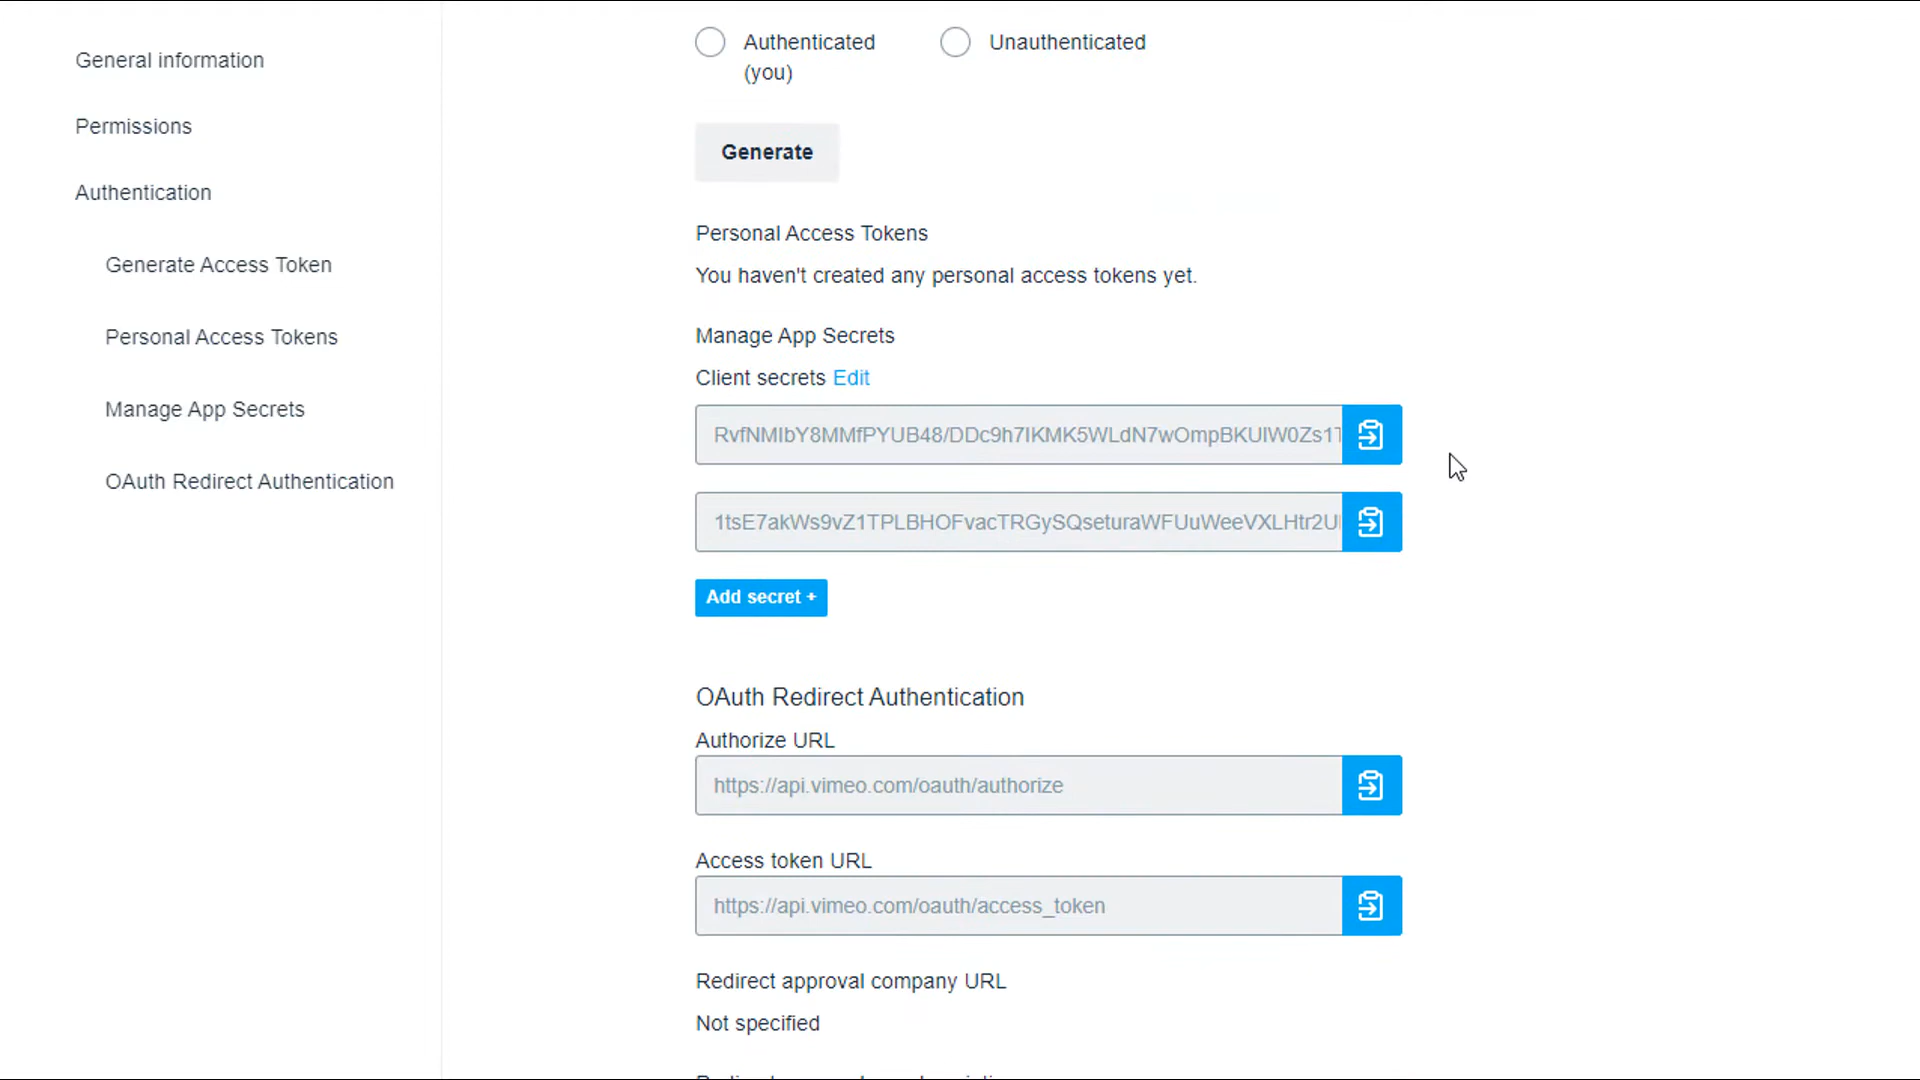 General information
Permissions
Authentication
Generate Access Token
Personal Access Tokens
Manage App Secrets
OAuth Redirect Authentication
Authenticated
(you)
Unauthenticated
Generate
Personal Access Tokens
You haven't created any personal access tokens yet.
Manage App Secrets
Client secrets Edit
RvfNMIbY8MMfPYUB48/DDc9h7IKMK5WLdN7wOmpBKUlW0Zs1T
1tsE7akWs9vZ1TPLBHOFvacTRGySQseturaWFUuWeeVXLHtr2U
Add secret +
OAuth Redirect Authentication
Authorize URL
https://api.vimeo.com/oauth/authorize
Access token URL
https://api.vimeo.com/oauth/access_token
Redirect approval company URL
Not specified